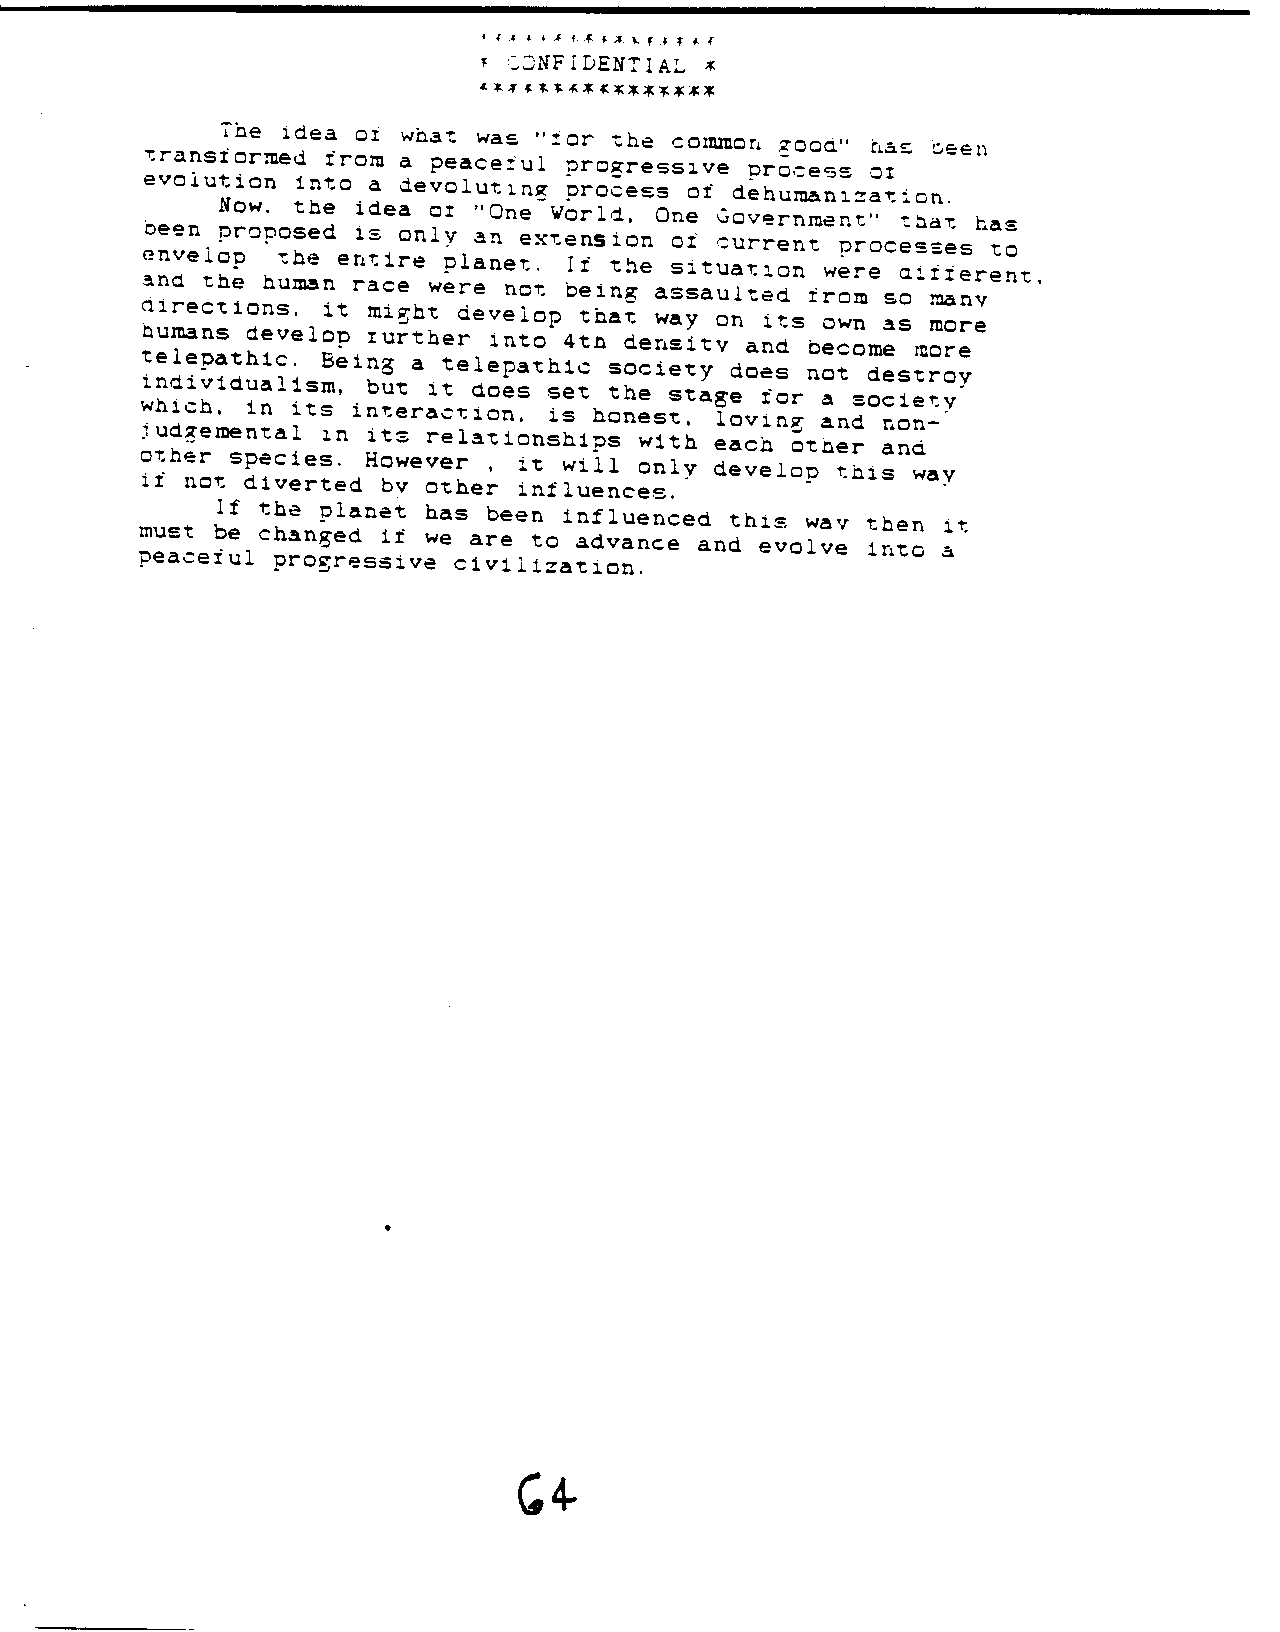 ***************
* CONFIDENTIAL *
****************
The idea of what was "for the common good" has been
transformed from a peaceful progressive process of
evolution into a devoluting process of dehumanization.
Now, the idea of "One World, One Government" that has
been proposed is only an extension of current processes to
envelop the entire planet. If the situation were different,
and the human race were not being assaulted from so many
directions, it might develop that way on its own as more
humans develop further into 4th density and become more
telepathic. Being a telepathic society does not destroy
individualism, but it does set the stage for a society
which, in its interaction, is honest, loving and non-
judgemental in its relationships with each other and
other species. However , it will only develop this way
if not diverted by other influences.
If the planet has been influenced this way then it
must be changed if we are to advance and evolve into a
peaceful progressive civilization.
64